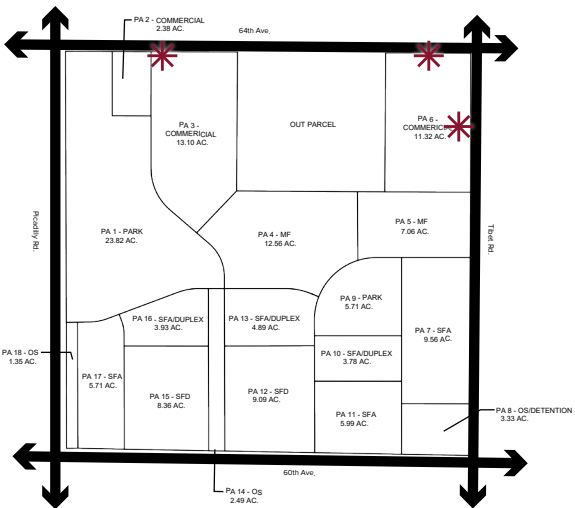 PA 2 - COMMERCIAL
2.38 AC.
64th Ave.
PA 3 -
COMMERICIAL
13.10 AC.
OUT PARCEL
PA 6 -
COMMERICIAL
11.32 AC.
Picadilly Rd.
PA 1 - PARK
23.82 AC.
PA 4 - MF
12.56 AC.
PA 5 - MF
7.06 AC.
Tibet Rd.
PA 9 - PARK
5.71 AC.
PA 16 - SFA/DUPLEX
3.93 AC.
PA 13 - SFA/DUPLEX
4.89 AC.
PA 7 - SFA
9.56 AC.
PA 18 - OS
1.35 AC.
PA 10 - SFA/DUPLEX
3.78 AC.
PA 17 - SFA
5.71 AC.
PA 15 - SFD
8.36 AC.
PA 12 - SFD
9.09 AC.
PA 11 - SFA
5.99 AC.
PA 8 - OS/DETENTION
3.33 AC.
60th Ave.
PA 14 - OS
2.49 AC.